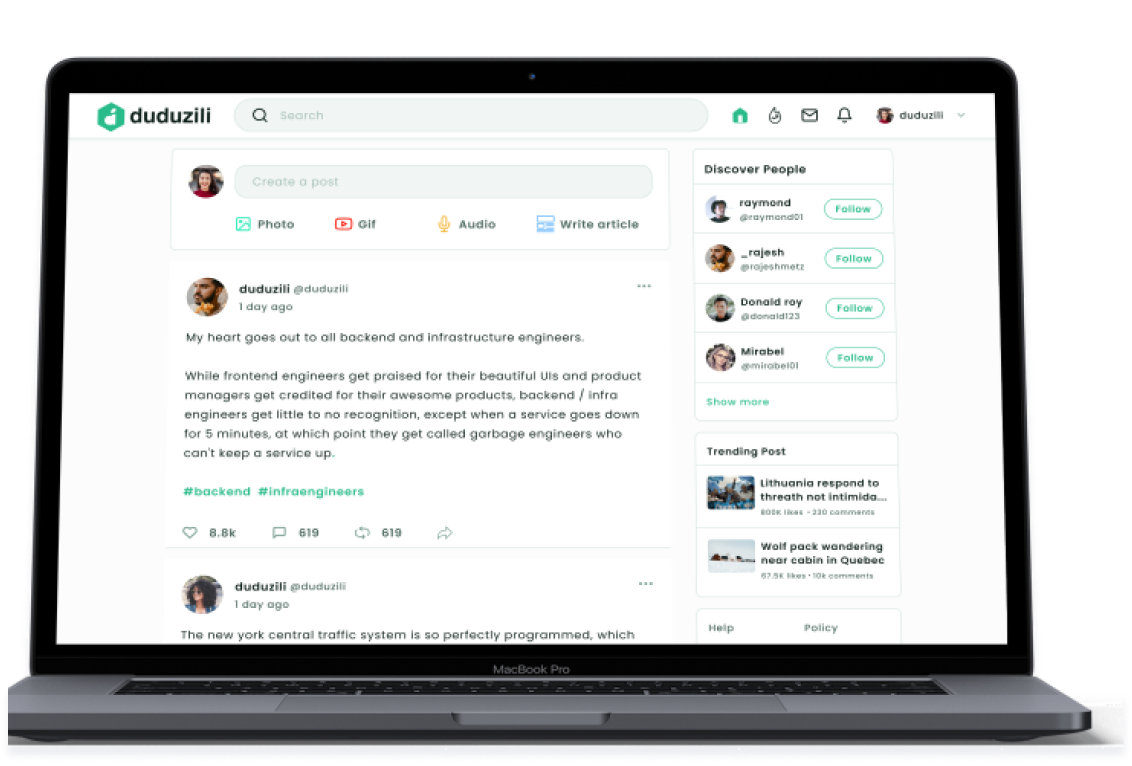 duduzili
Search
duduzili
Create a post
Photo
Gif
Audio
Write article
duduzili @duduzili
1 day ago
My heart goes out to all backend and infrastructure engineers.
While frontend engineers get praised for their beautiful UIs and product
managers get credited for their awesome products, backend / infra
engineers get little to no recognition, except when a service goes down
for 5 minutes, at which point they get called garbage engineers who
can't keep a service up.
#backend #infraengineers
8.8k
619
619
duduzili @duduzili
1 day ago
The new york central traffic system is so perfectly programmed, which
Discover People
raymond
@raymond01
Follow
_rajesh
@rajeshmetz
Follow
Donald roy
@donald123
Follow
Mirabel
@mirabel01
Follow
Show more
Trending Post
Lithuania respond to
threath not intimida...
800K likes • 230 comments
Wolf pack wandering
near cabin in Quebec
67.5K likes • 10k comments
Help
Policy
MacBook Pro